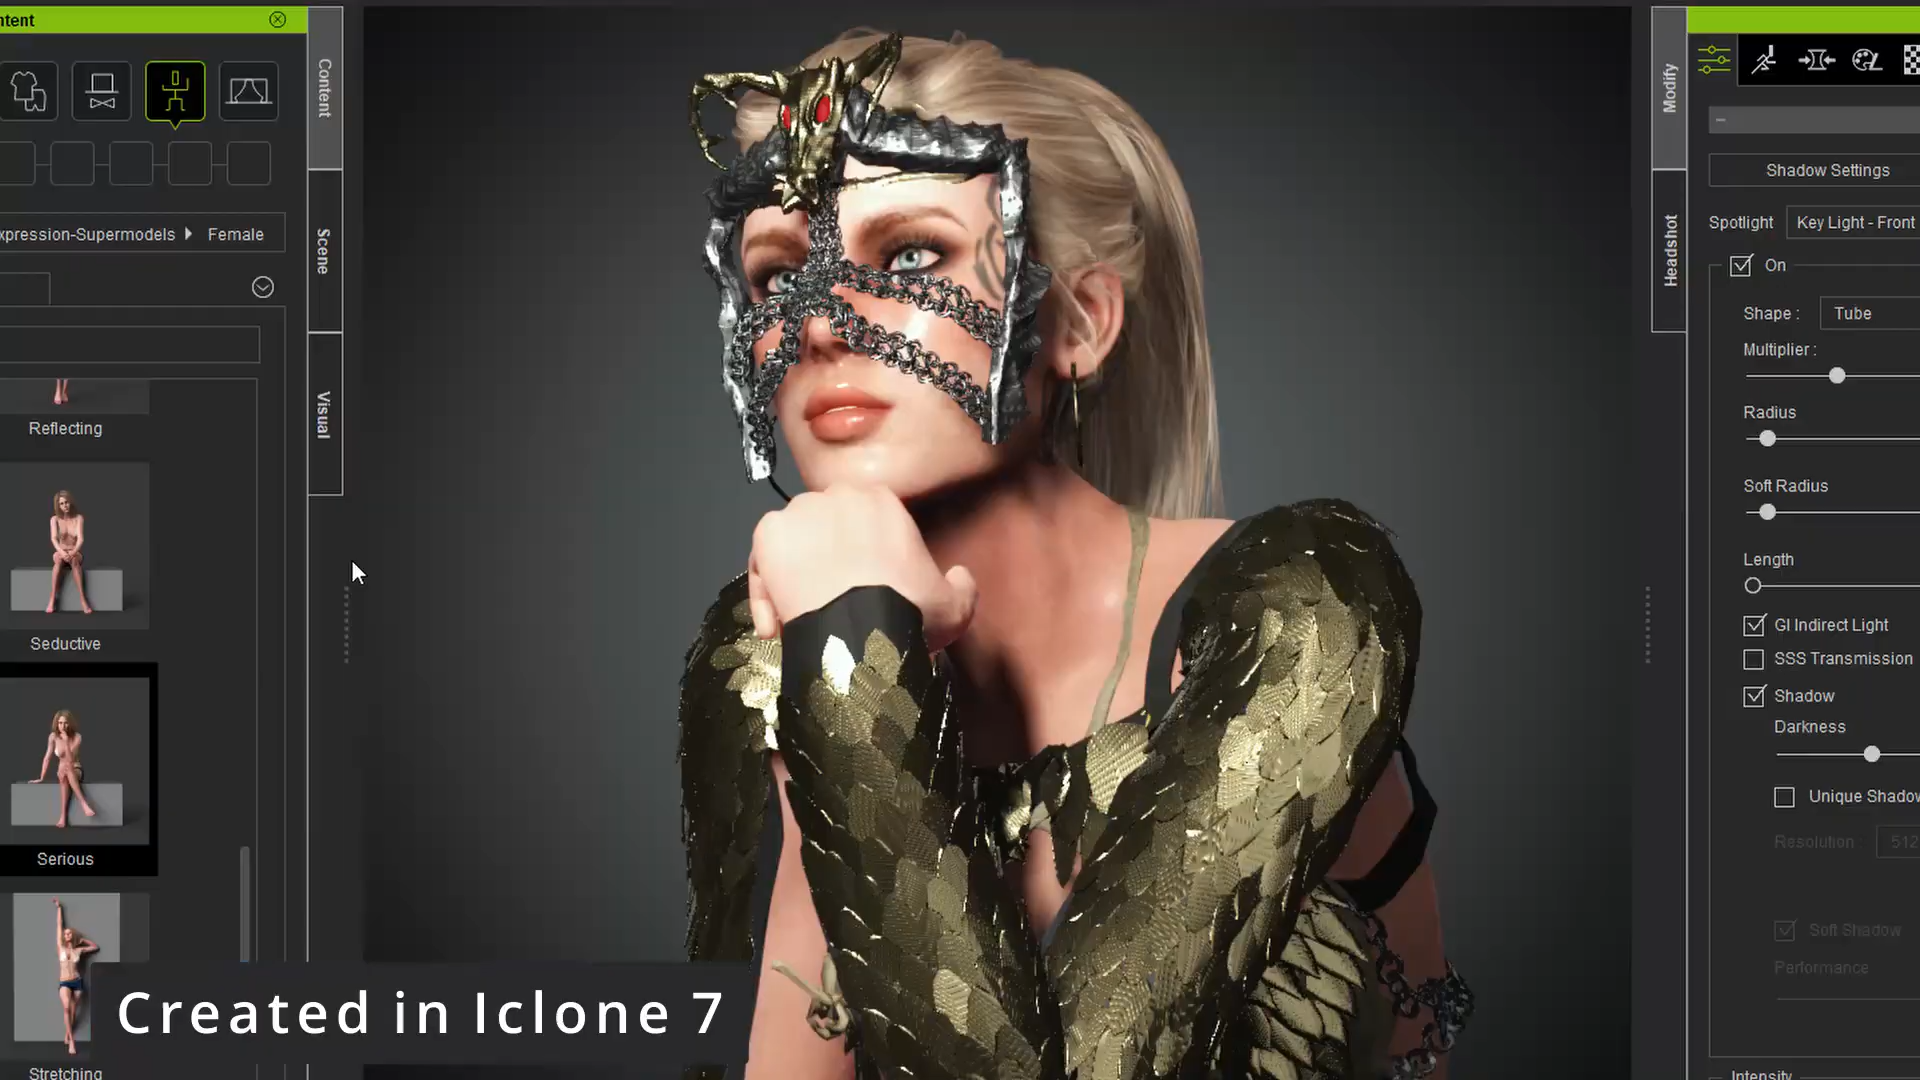 ntent
Content
Scene
Visual
xpression-Supermodels
Female
Reflecting
Seductive
Serious
Stretching
Created in Iclone 7
Modify
Headshot
Shadow Settings
Spotlight
Key Light - Front
On
Shape :
Tube
Multiplier :
Radius
Soft Radius
Length
GI Indirect Light
SSS Transmission
Shadow
Darkness
Unique Shadow
Resolution :
512
Soft Shadow
Performance
Intensity